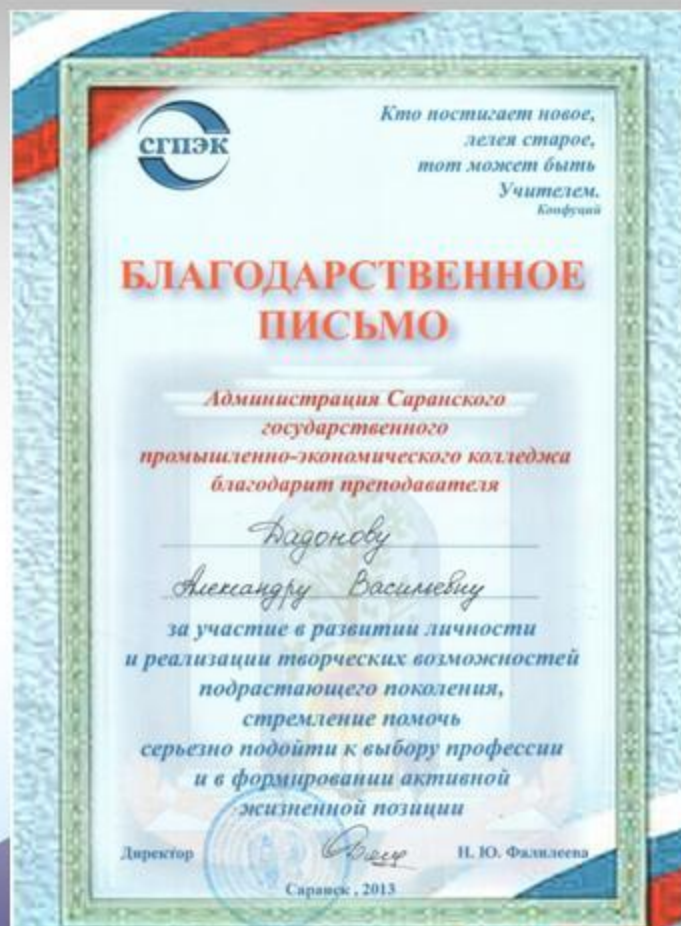 СГПЭК
Кто постигает новое,
лелея старое,
тот может быть
Учителем.
Конфуций
БЛАГОДАРСТВЕННОЕ
ПИСЬМО
Администрация Саранского
государственного
промышленно-экономического колледжа
благодарит преподавателя
Дадонову
Александру Васильевну
за участие в развитии личности
и реализации творческих возможностей
подрастающего поколения,
стремление помочь
серьезно подойти к выбору профессии
и в формировании активной
жизненной позиции
Директор Н. Ю. Фалилеева
Саранск , 2013